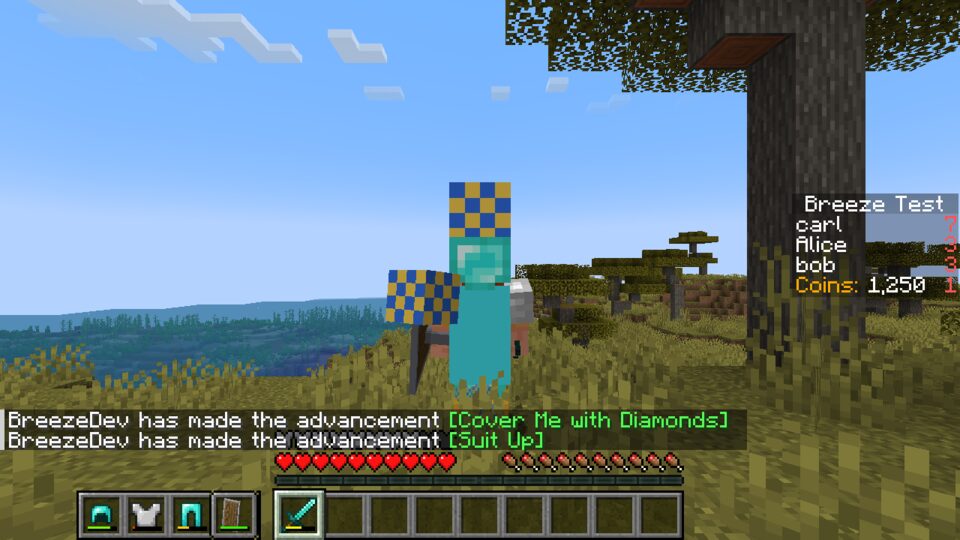 Breeze Test
carl 7
Alice 3
bob 3
Coins: 1,250 1
BreezeDev has made the advancement [Cover Me with Diamonds]
BreezeDev has made the advancement [Suit Up]